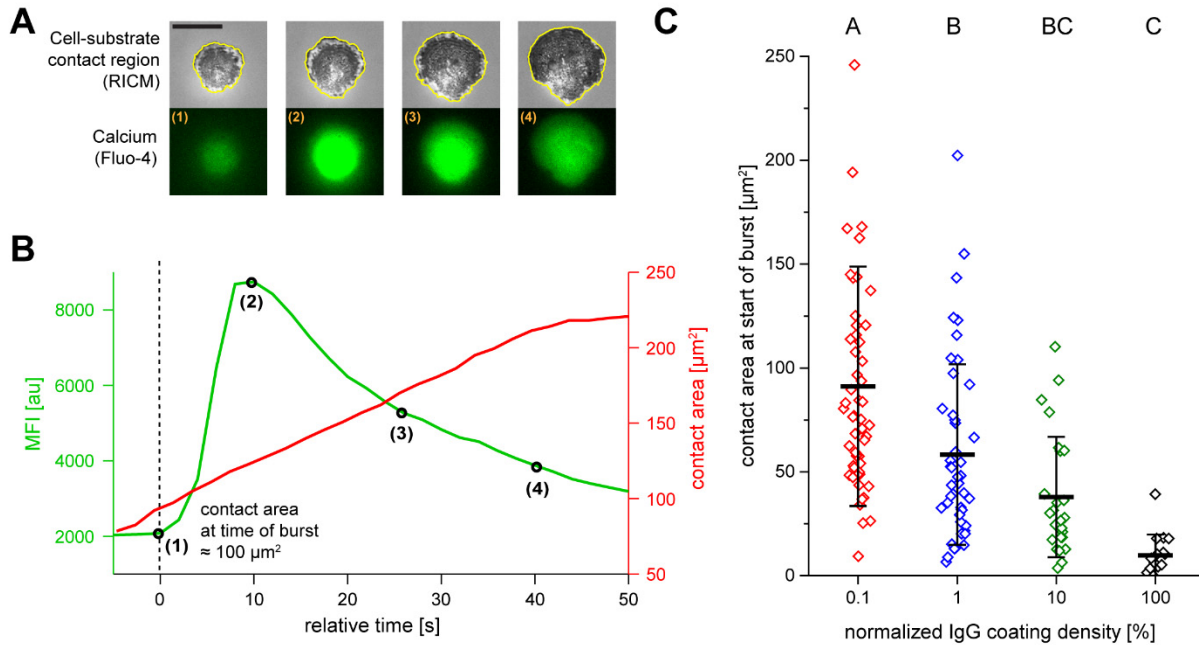 A
Cell-substrate
contact region
(RICM)
Calcium
(Fluo-4)
(1)
(2)
(3)
(4)
B
MFI [au]
8000
6000
4000
2000
(1)
(2)
(3)
(4)
contact area
at time of burst
≈ 100 µm²
250
200
150
100
50
contact area [µm²]
0
10
20
30
40
50
relative time [s]
C
A
B
BC
C
contact area at start of burst [µm²]
250
200
150
100
50
0
0.1
1
10
100
normalized IgG coating density [%]